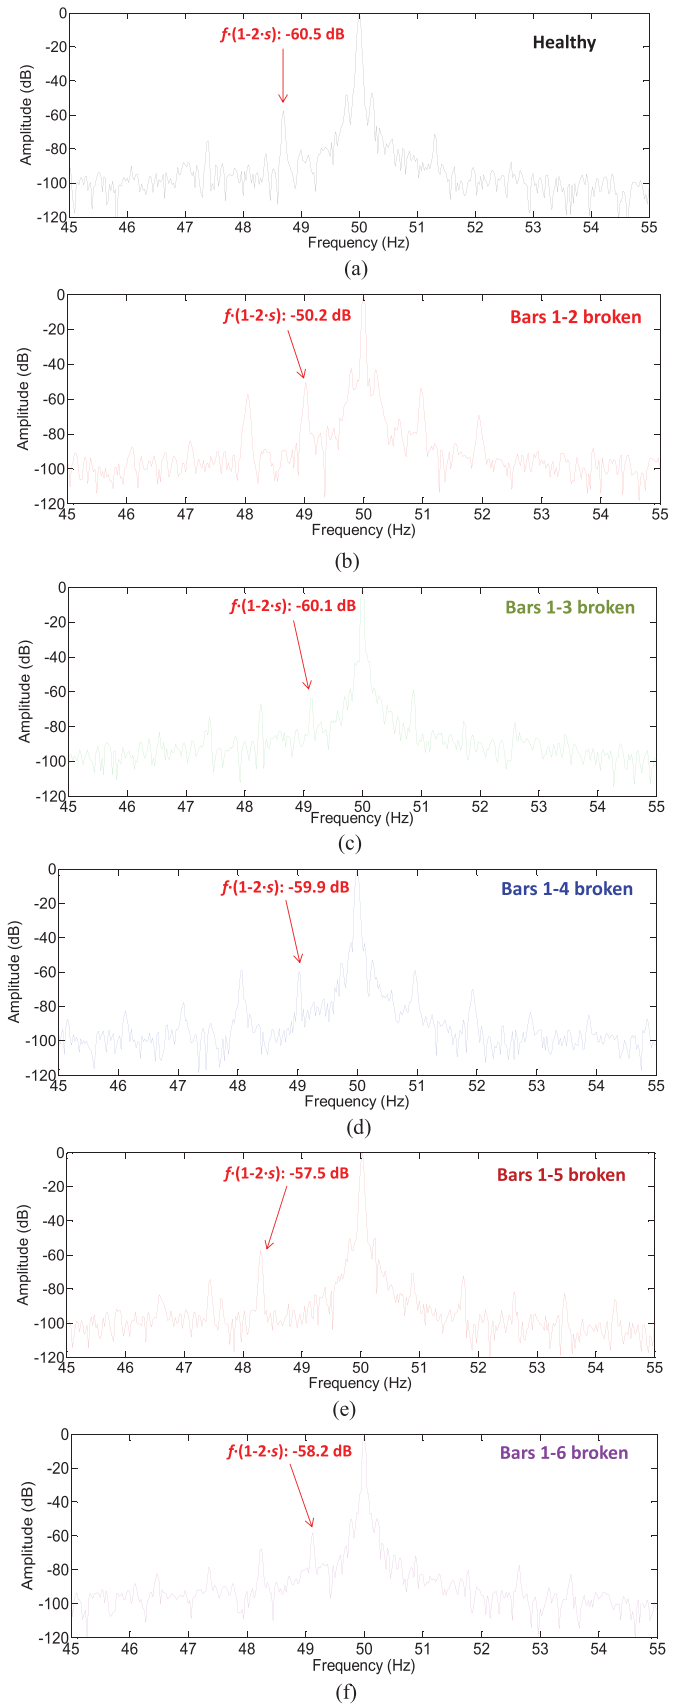 f·(1-2·s): -60.5 dB
Healthy
Amplitude (dB)
0
-20
-40
-60
-80
-100
-120
45 46 47 48 49 50 51 52 53 54 55
Frequency (Hz)
(a)
f·(1-2·s): -50.2 dB
Bars 1-2 broken
Amplitude (dB)
0
-20
-40
-60
-80
-100
-120
45 46 47 48 49 50 51 52 53 54 55
Frequency (Hz)
(b)
f·(1-2·s): -60.1 dB
Bars 1-3 broken
Amplitude (dB)
0
-20
-40
-60
-80
-100
-120
45 46 47 48 49 50 51 52 53 54 55
Frequency (Hz)
(c)
f·(1-2·s): -59.9 dB
Bars 1-4 broken
Amplitude (dB)
0
-20
-40
-60
-80
-100
-120
45 46 47 48 49 50 51 52 53 54 55
Frequency (Hz)
(d)
f·(1-2·s): -57.5 dB
Bars 1-5 broken
Amplitude (dB)
0
-20
-40
-60
-80
-100
-120
45 46 47 48 49 50 51 52 53 54 55
Frequency (Hz)
(e)
f·(1-2·s): -58.2 dB
Bars 1-6 broken
Amplitude (dB)
0
-20
-40
-60
-80
-100
-120
45 46 47 48 49 50 51 52 53 54 55
Frequency (Hz)
(f)